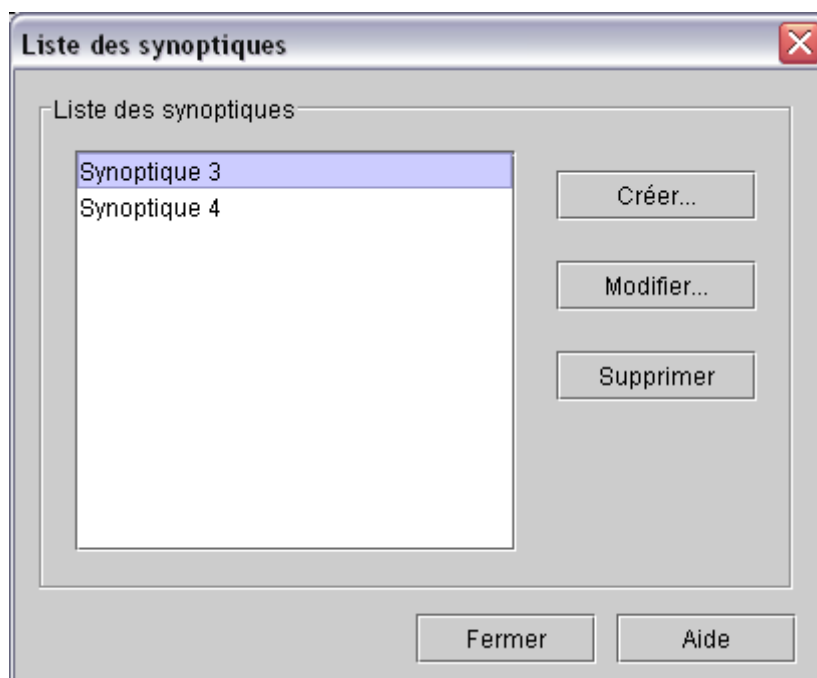 Liste des synoptiques
Liste des synoptiques
Synoptique 3
Synoptique 4
Créer...
Modifier...
Supprimer
Fermer
Aide